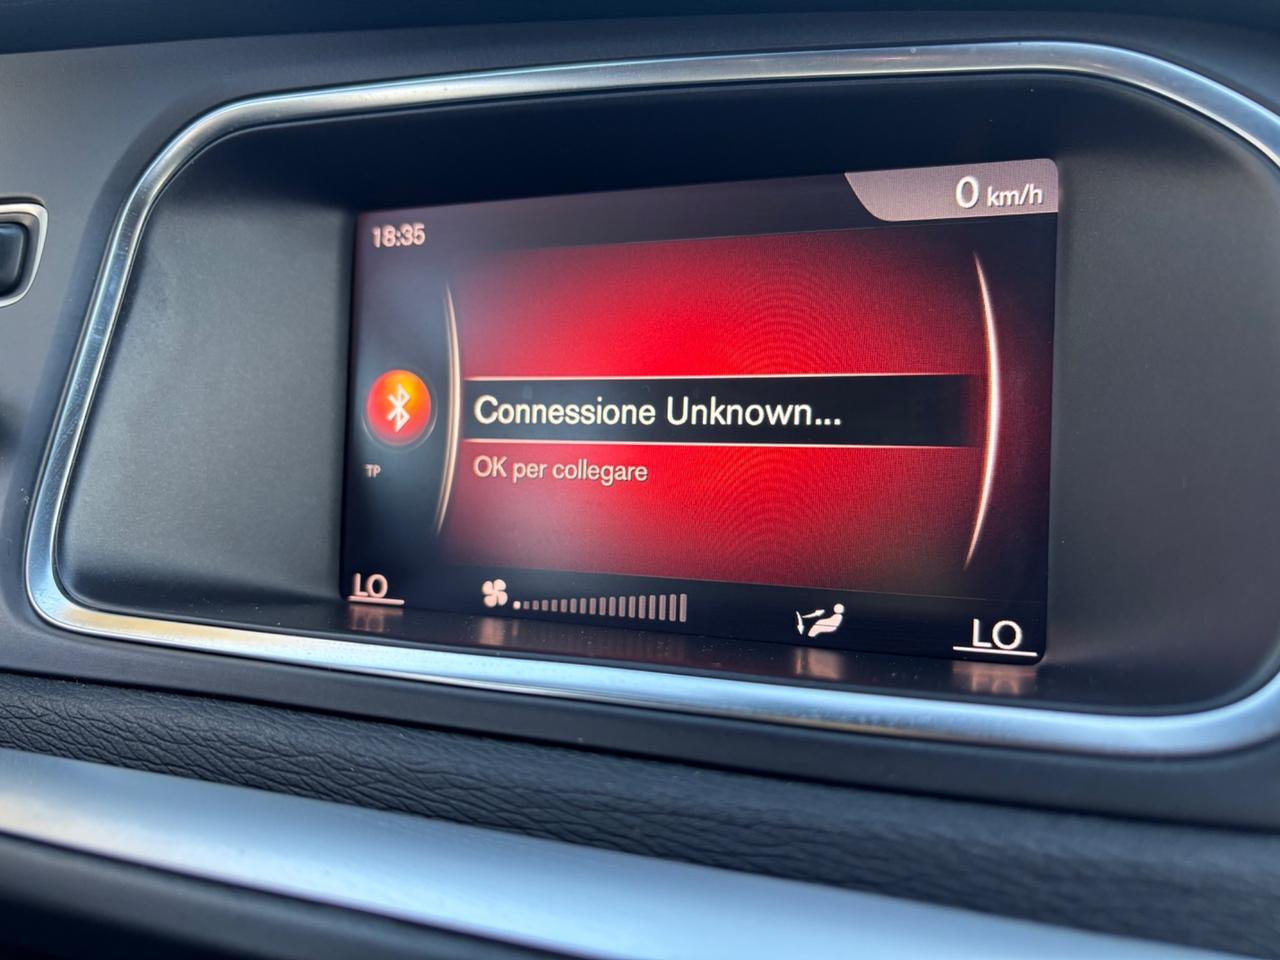 0 km/h
18:35
Connessione Unknown...
OK per collegare
TP
LO
LO